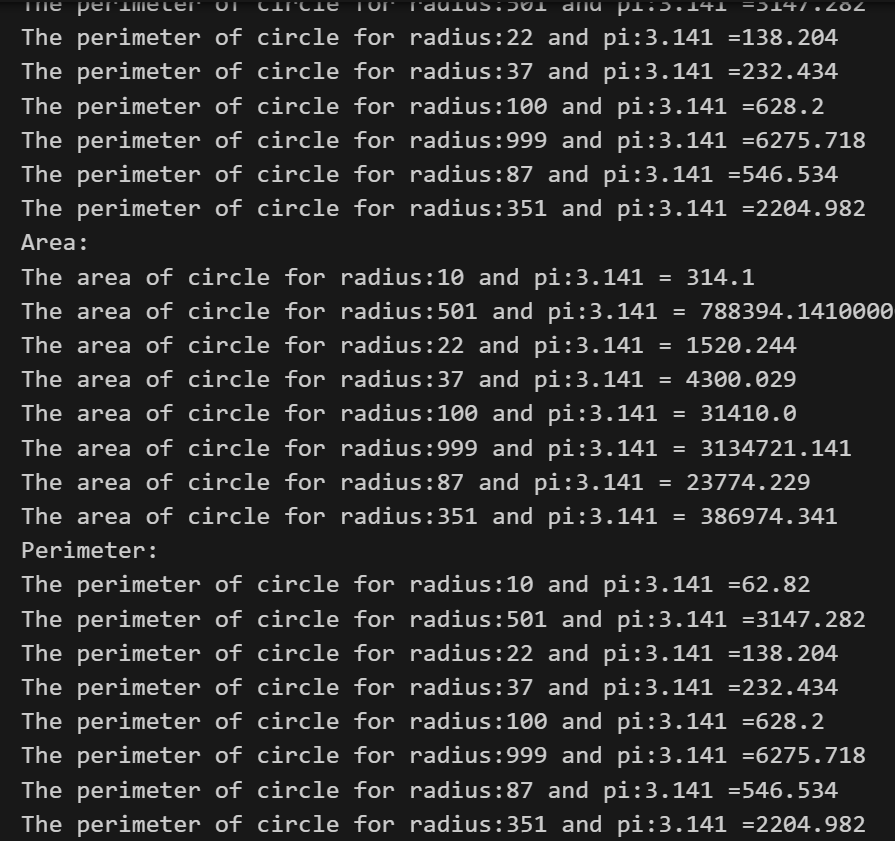 The perimeter of circle for radius:501 and pi:3.141 =3147.282
The perimeter of circle for radius:22 and pi:3.141 =138.204
The perimeter of circle for radius:37 and pi:3.141 =232.434
The perimeter of circle for radius:100 and pi:3.141 =628.2
The perimeter of circle for radius:999 and pi:3.141 =6275.718
The perimeter of circle for radius:87 and pi:3.141 =546.534
The perimeter of circle for radius:351 and pi:3.141 =2204.982
Area:
The area of circle for radius:10 and pi:3.141 = 314.1
The area of circle for radius:501 and pi:3.141 = 788394.1410000
The area of circle for radius:22 and pi:3.141 = 1520.244
The area of circle for radius:37 and pi:3.141 = 4300.029
The area of circle for radius:100 and pi:3.141 = 31410.0
The area of circle for radius:999 and pi:3.141 = 3134721.141
The area of circle for radius:87 and pi:3.141 = 23774.229
The area of circle for radius:351 and pi:3.141 = 386974.341
Perimeter:
The perimeter of circle for radius:10 and pi:3.141 =62.82
The perimeter of circle for radius:501 and pi:3.141 =3147.282
The perimeter of circle for radius:22 and pi:3.141 =138.204
The perimeter of circle for radius:37 and pi:3.141 =232.434
The perimeter of circle for radius:100 and pi:3.141 =628.2
The perimeter of circle for radius:999 and pi:3.141 =6275.718
The perimeter of circle for radius:87 and pi:3.141 =546.534
The perimeter of circle for radius:351 and pi:3.141 =2204.982